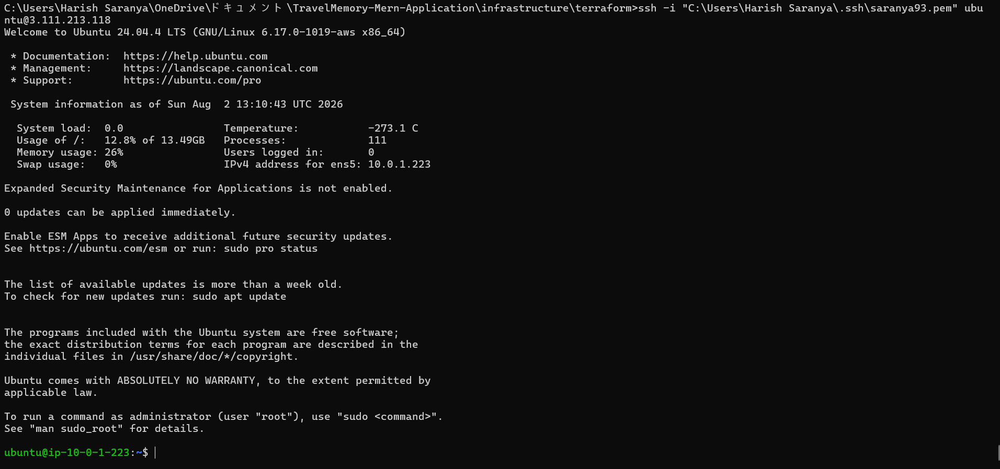 C:\Users\Harish Saranya\OneDrive\ドキュメント\TravelMemory-Mern-Application\infrastructure\terraform>ssh -i "C:\Users\Harish Saranya\.ssh\saranya93.pem" ubu
ntu@3.111.213.118
Welcome to Ubuntu 24.04.4 LTS (GNU/Linux 6.17.0-1019-aws x86_64)

 * Documentation:  https://help.ubuntu.com
 * Management:     https://landscape.canonical.com
 * Support:        https://ubuntu.com/pro

 System information as of Sun Aug  2 13:10:43 UTC 2026

  System load:  0.0                Temperature:           -273.1 C
  Usage of /:   12.8% of 13.49GB   Processes:             111
  Memory usage: 26%                Users logged in:       0
  Swap usage:   0%                 IPv4 address for ens5: 10.0.1.223

Expanded Security Maintenance for Applications is not enabled.

0 updates can be applied immediately.

Enable ESM Apps to receive additional future security updates.
See https://ubuntu.com/esm or run: sudo pro status


The list of available updates is more than a week old.
To check for new updates run: sudo apt update


The programs included with the Ubuntu system are free software;
the exact distribution terms for each program are described in the
individual files in /usr/share/doc/*/copyright.

Ubuntu comes with ABSOLUTELY NO WARRANTY, to the extent permitted by
applicable law.

To run a command as administrator (user "root"), use "sudo <command>".
See "man sudo_root" for details.

ubuntu@ip-10-0-1-223:~$